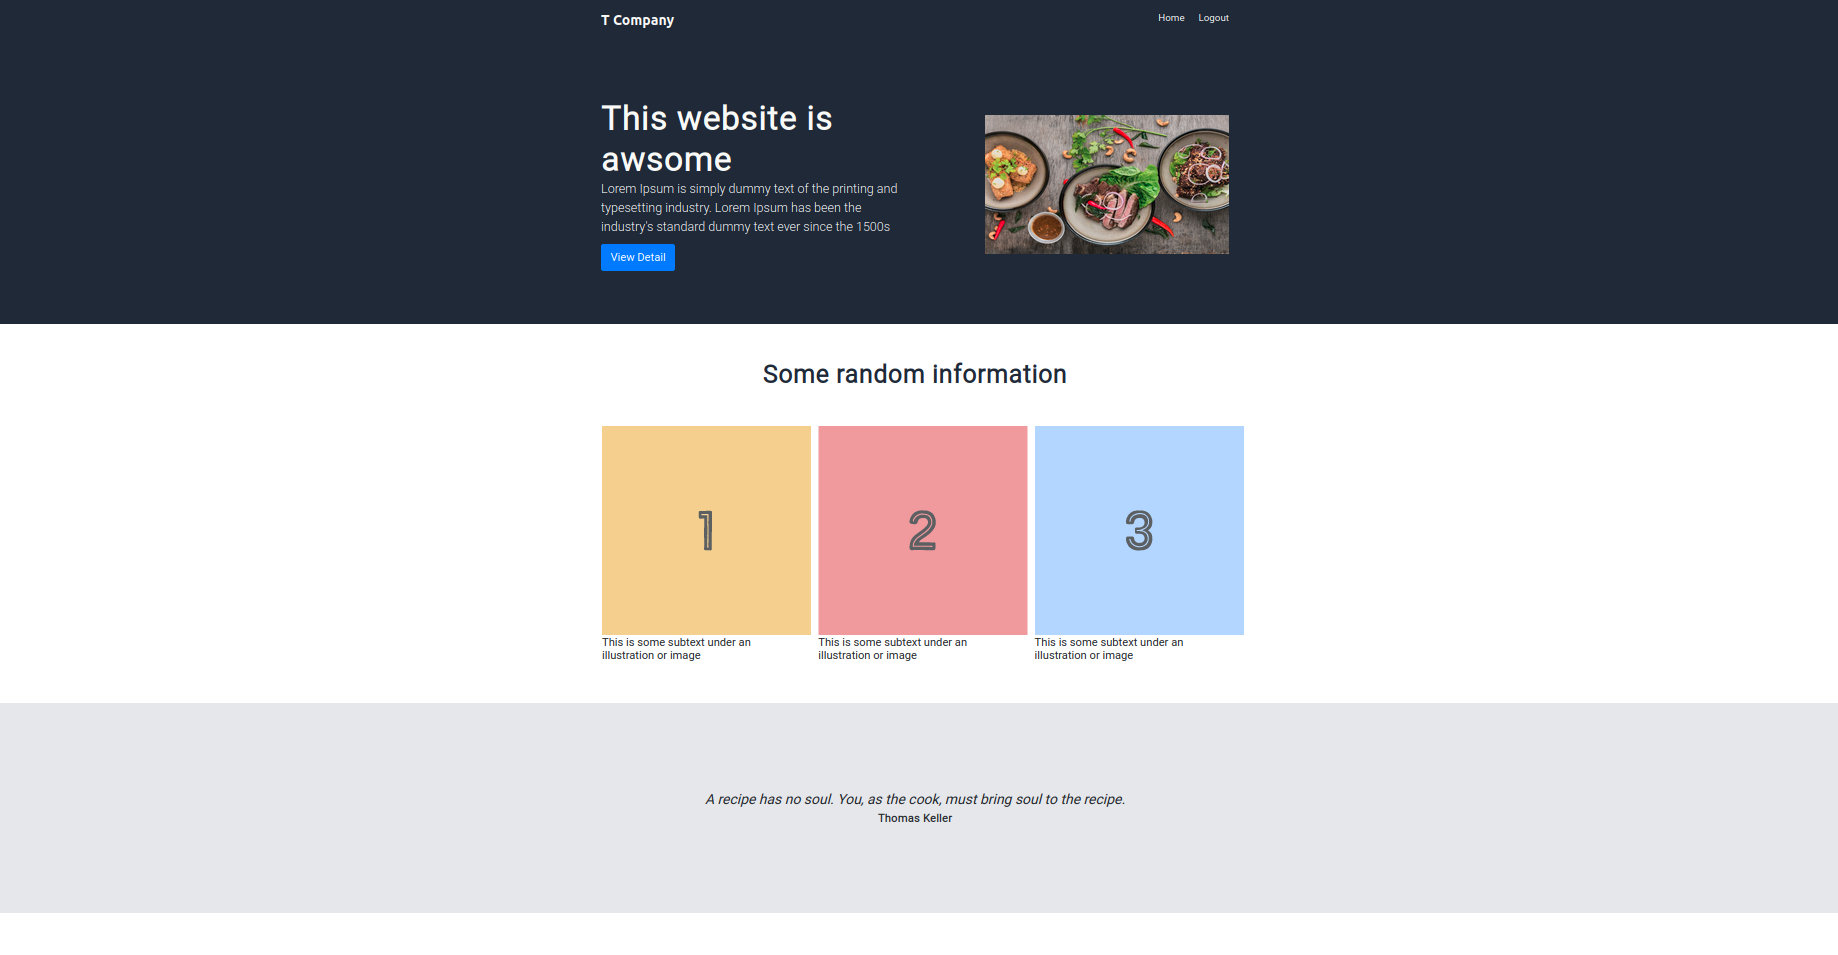 T Company
Home
Logout
This website is
awsome
Lorem Ipsum is simply dummy text of the printing and
typesetting industry. Lorem Ipsum has been the
industry's standard dummy text ever since the 1500s
View Detail
Some random information
1
2
3
This is some subtext under an
illustration or image
This is some subtext under an
illustration or image
This is some subtext under an
illustration or image
A recipe has no soul. You, as the cook, must bring soul to the recipe.
Thomas Keller